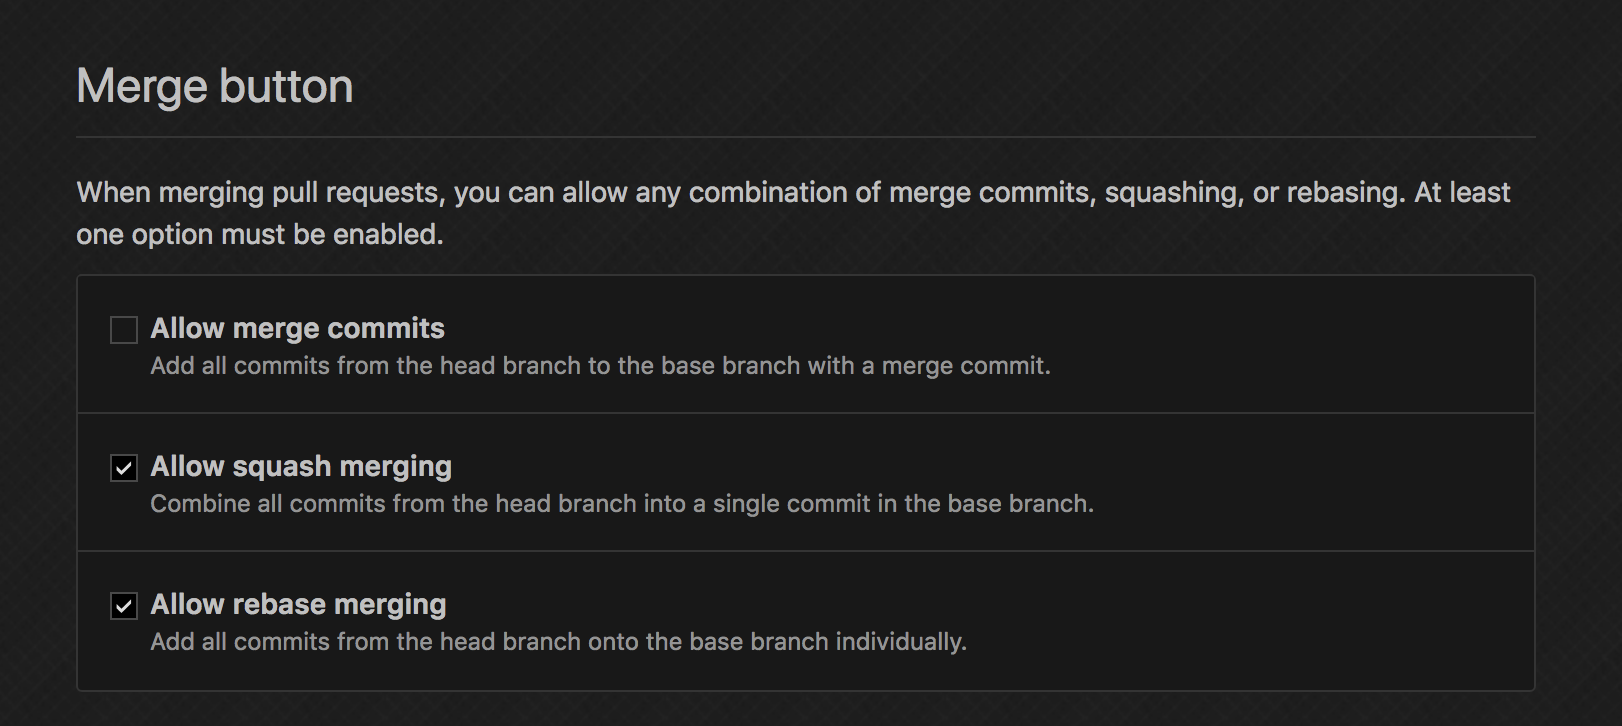 Merge button
When merging pull requests, you can allow any combination of merge commits, squashing, or rebasing. At least
one option must be enabled.
Allow merge commits
Add all commits from the head branch to the base branch with a merge commit.
Allow squash merging
Combine all commits from the head branch into a single commit in the base branch.
Allow rebase merging
Add all commits from the head branch onto the base branch individually.